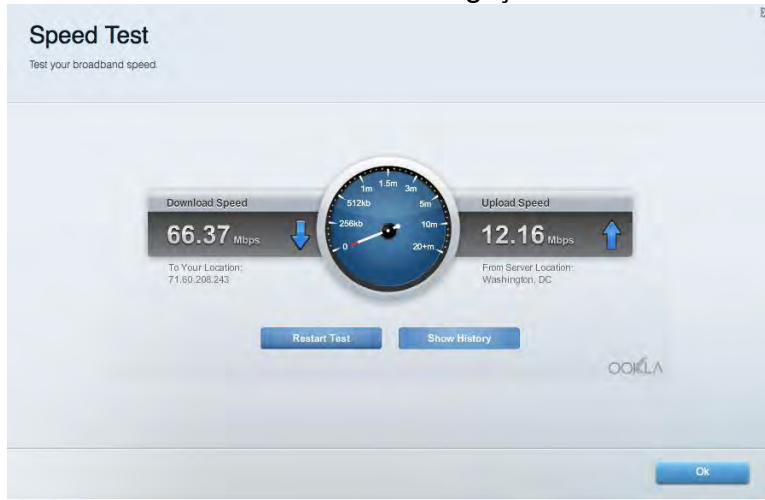 Speed Test
Test your broadband speed.
Download Speed
66.37 Mbps
To Your Location:
71.60.208.243
0
256kb
512kb
1m
1.5m
3m
5m
10m
20+m
Upload Speed
12.16 Mbps
From Server Location:
Washington, DC
Restart Test
Show History
OOKLA
Ok